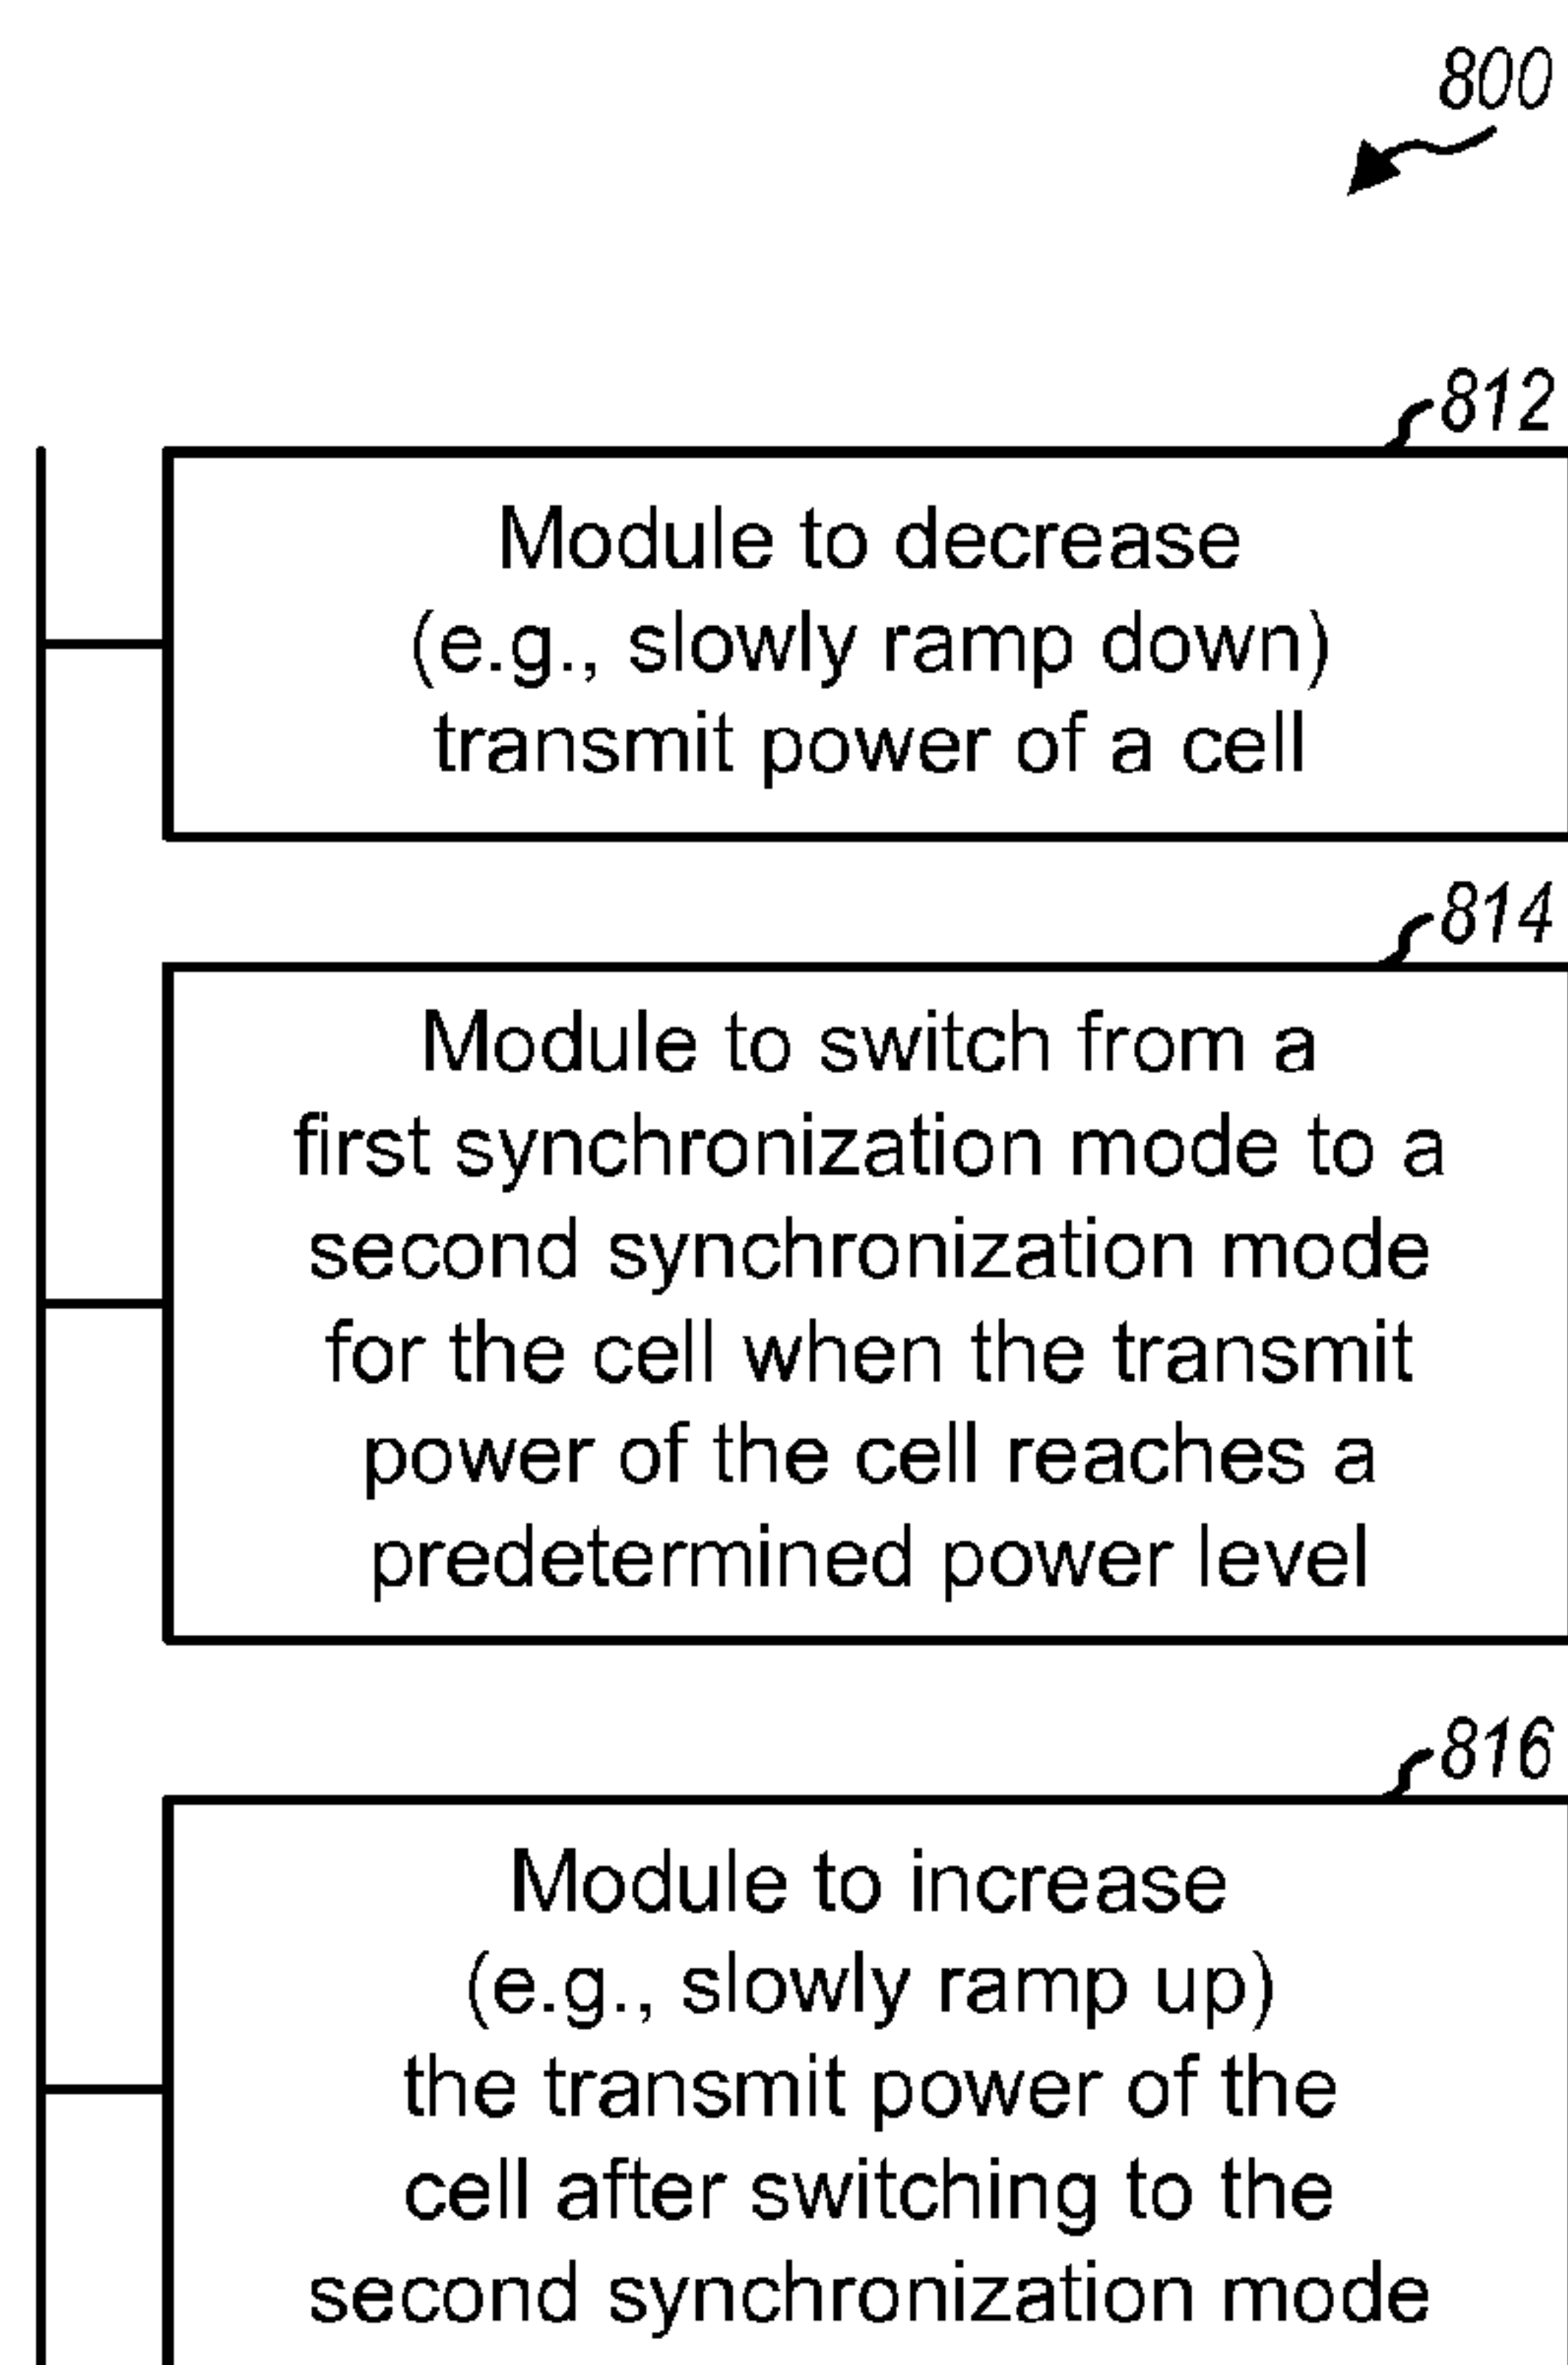 800
812
Module to decrease
(e.g., slowly ramp down)
transmit power of a cell
814
Module to switch from a
first synchronization mode to a
second synchronization mode
for the cell when the transmit
power of the cell reaches a
predetermined power level
816
Module to increase
(e.g., slowly ramp up)
the transmit power of the
cell after switching to the
second synchronization mode